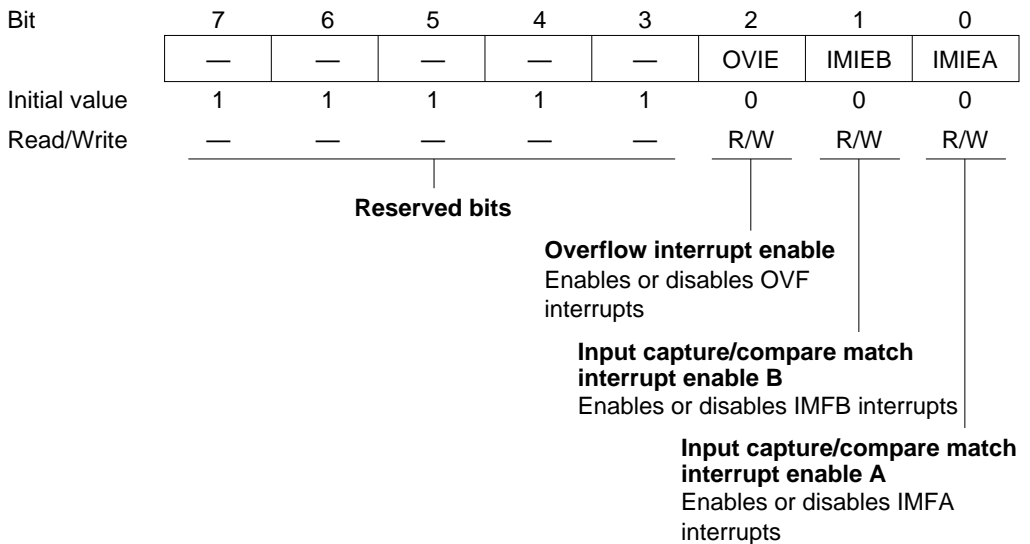 Bit 7 6 5 4 3 2 1 0
— — — — — OVIE IMIEB IMIEA
Initial value 1 1 1 1 1 0 0 0
Read/Write — — — — — R/W R/W R/W
Reserved bits
Overflow interrupt enable
Enables or disables OVF
interrupts
Input capture/compare match
interrupt enable B
Enables or disables IMFB interrupts
Input capture/compare match
interrupt enable A
Enables or disables IMFA
interrupts